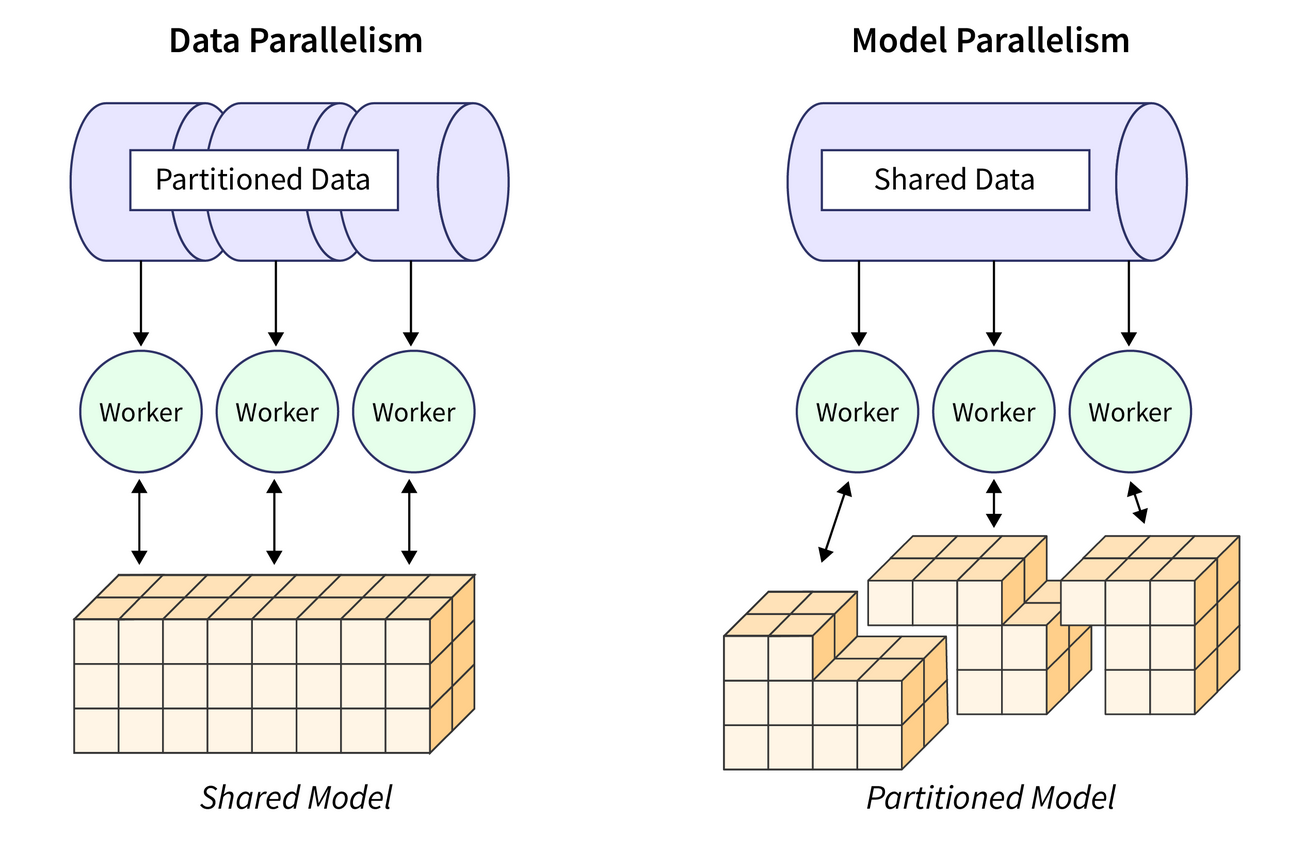 Data Parallelism
Partitioned Data
Worker
Worker
Worker
Shared Model
Model Parallelism
Shared Data
Worker
Worker
Worker
Partitioned Model